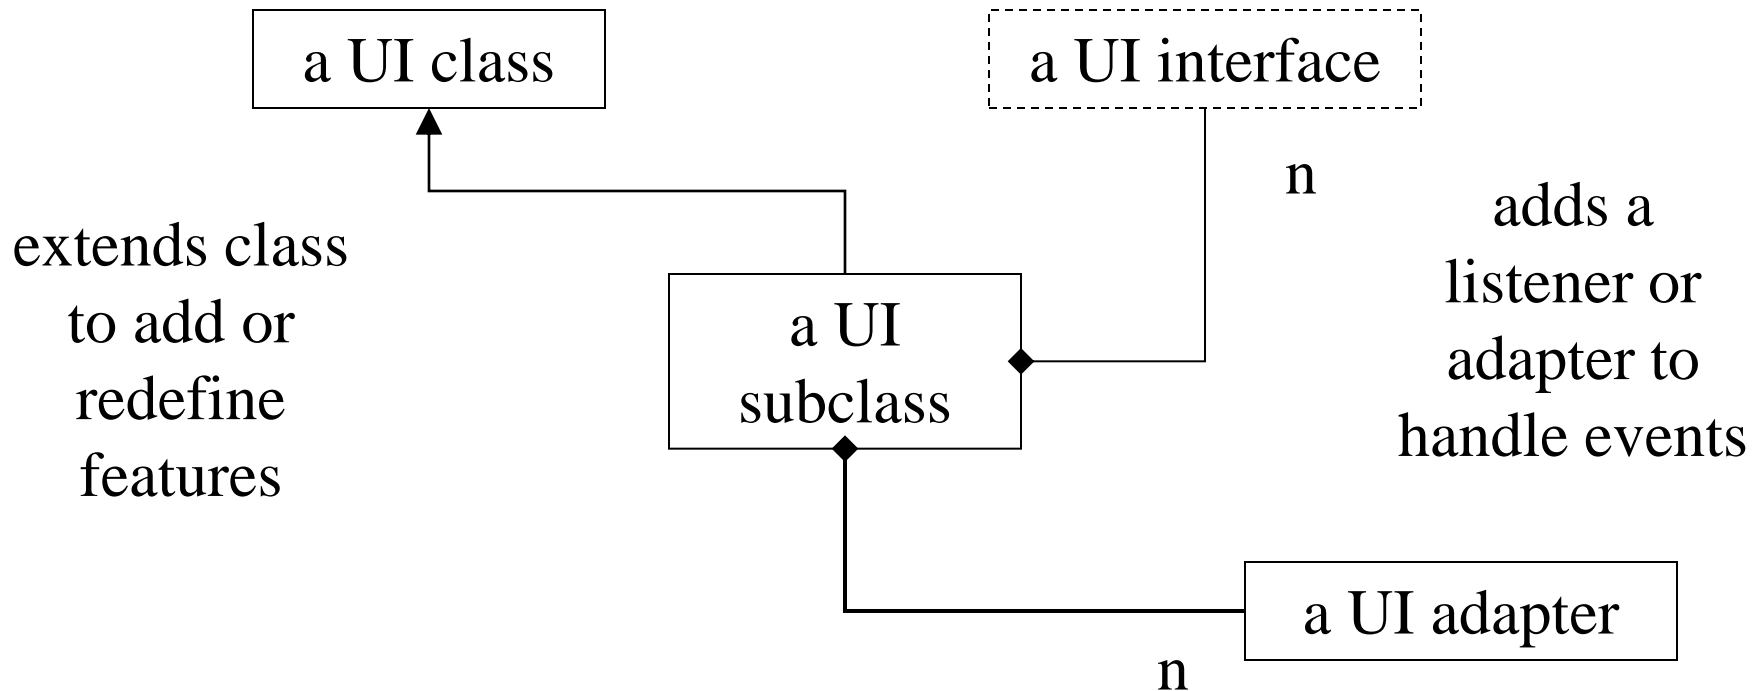 a UI class
a UI interface
n
adds a
listener or
adapter to
handle events
extends class
to add or
redefine
features
a UI
subclass
a UI adapter
n